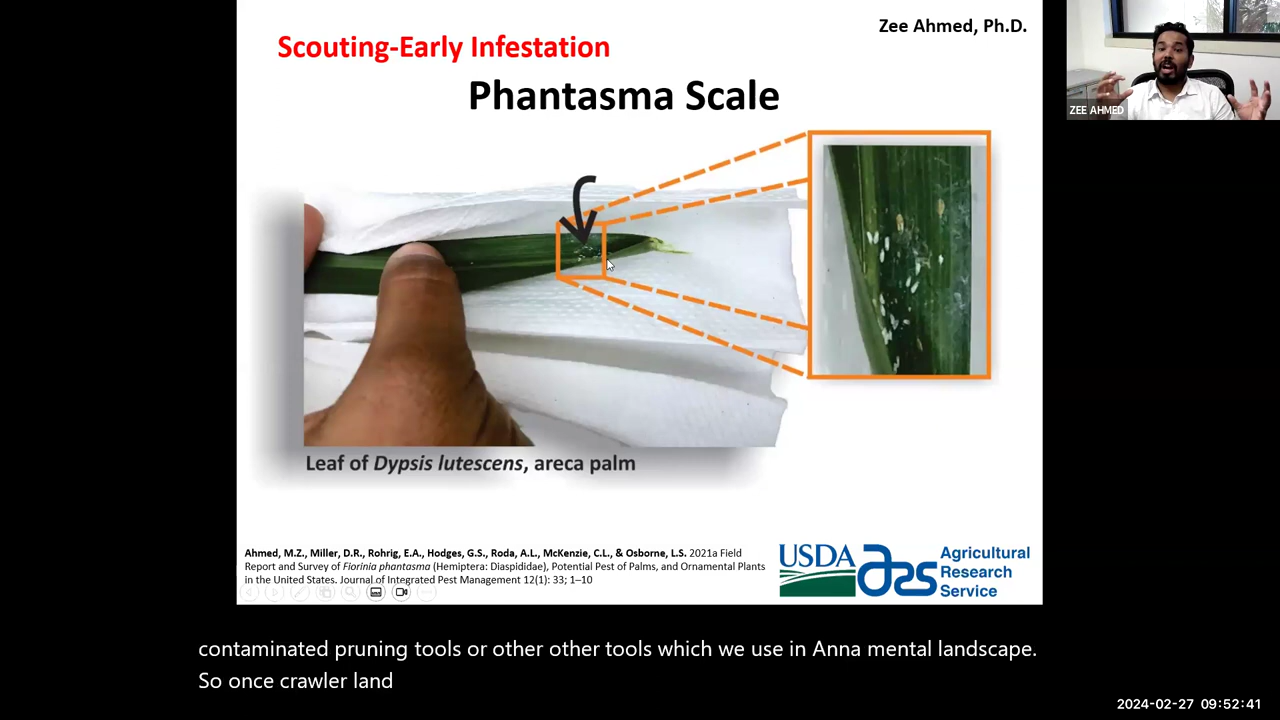 Zee Ahmed, Ph.D.
Scouting-Early Infestation
Phantasma Scale
ZEE AHMED
Leaf of Dypsis lutescens, areca palm
Ahmed, M.Z., Miller, D.R., Rohrig, E.A., Hodges, G.S., Roda, A.L., McKenzie, C.L., & Osborne, L.S. 2021a Field
Report and Survey of Fiorinia phantasma (Hemiptera: Diaspididae), Potential Pest of Palms, and Ornamental Plants
in the United States. Journal of Integrated Pest Management 12(1): 33; 1–10
USDA
ars
Agricultural
Research
Service
contaminated pruning tools or other other tools which we use in Anna mental landscape.
So once crawler land
2024-02-27 09:52:41